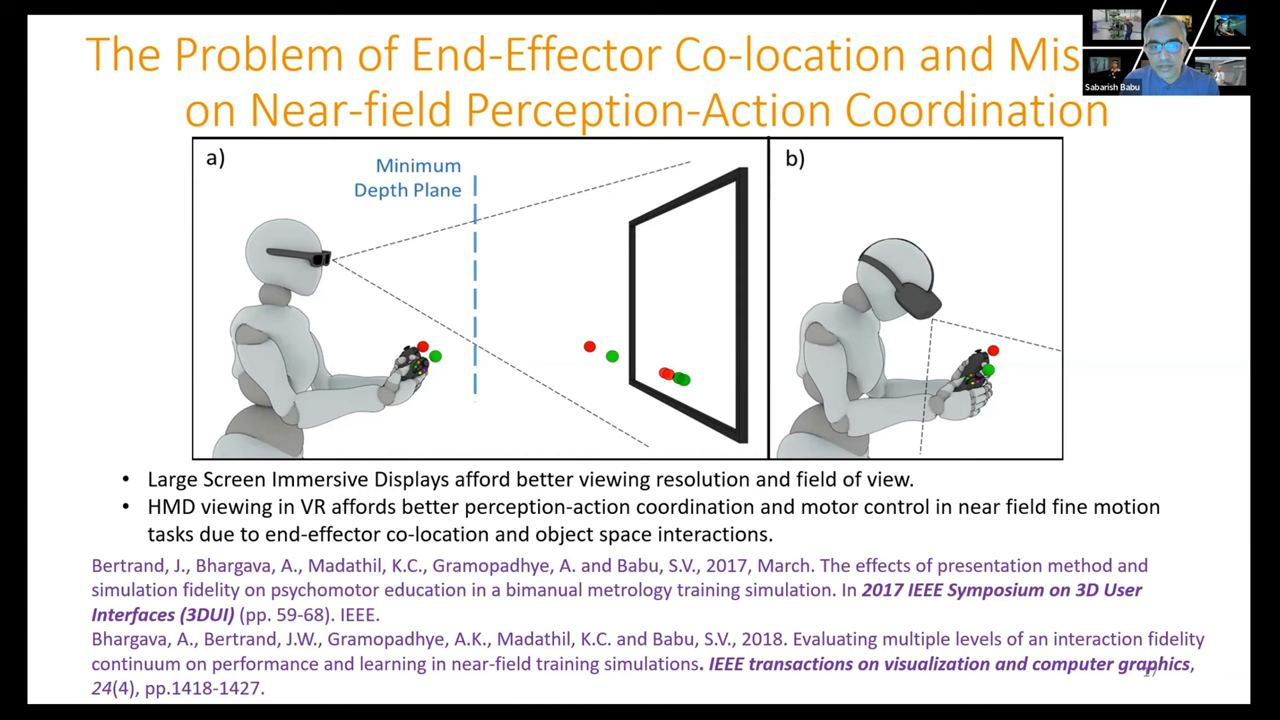 The Problem of End-Effector Co-location and Mis
on Near-field Perception-Action Coordination
Sabarish Babu
a)
Minimum
Depth Plane
b)
• Large Screen Immersive Displays afford better viewing resolution and field of view.
• HMD viewing in VR affords better perception-action coordination and motor control in near field fine motion
tasks due to end-effector co-location and object space interactions.
Bertrand, J., Bhargava, A., Madathil, K.C., Gramopadhye, A. and Babu, S.V., 2017, March. The effects of presentation method and
simulation fidelity on psychomotor education in a bimanual metrology training simulation. In 2017 IEEE Symposium on 3D User
Interfaces (3DUI) (pp. 59-68). IEEE.
Bhargava, A., Bertrand, J.W., Gramopadhye, A.K., Madathil, K.C. and Babu, S.V., 2018. Evaluating multiple levels of an interaction fidelity
continuum on performance and learning in near-field training simulations. IEEE transactions on visualization and computer graphics,
24(4), pp.1418-1427.